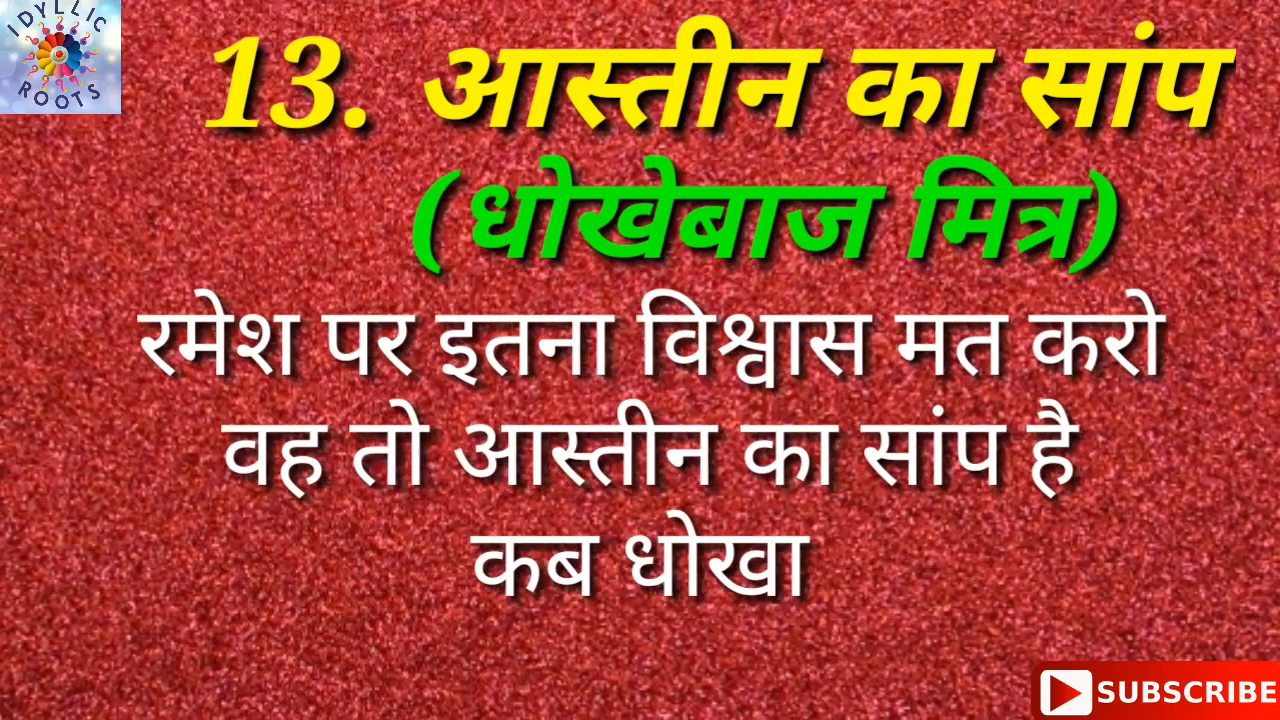 IDYLLIC
ROOTS
13. आस्तीन का सांप
(धोखेबाज मित्र)
रमेश पर इतना विश्वास मत करो
वह तो आस्तीन का सांप है
कब धोखा
SUBSCRIBE